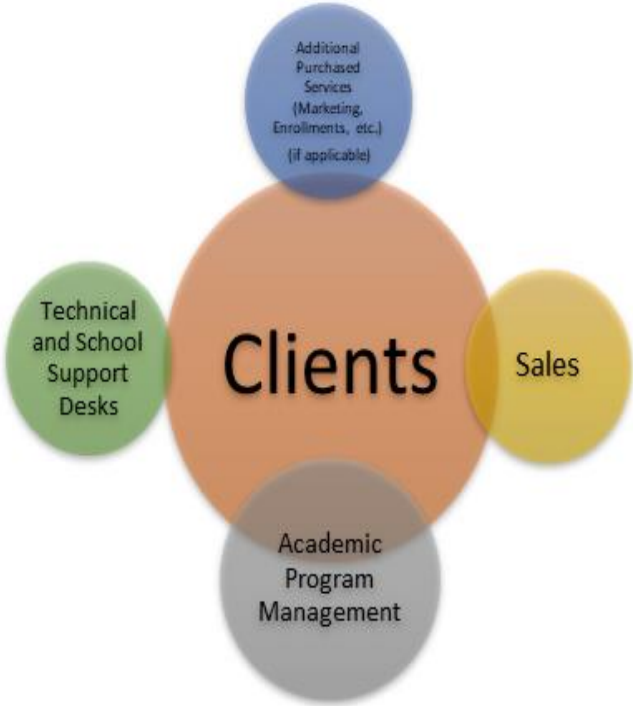 Additional
Purchased
Services
(Marketing,
Enrollments, etc.)
(if applicable)
Technical
and School
Support
Desks
Clients
Sales
Academic
Program
Management